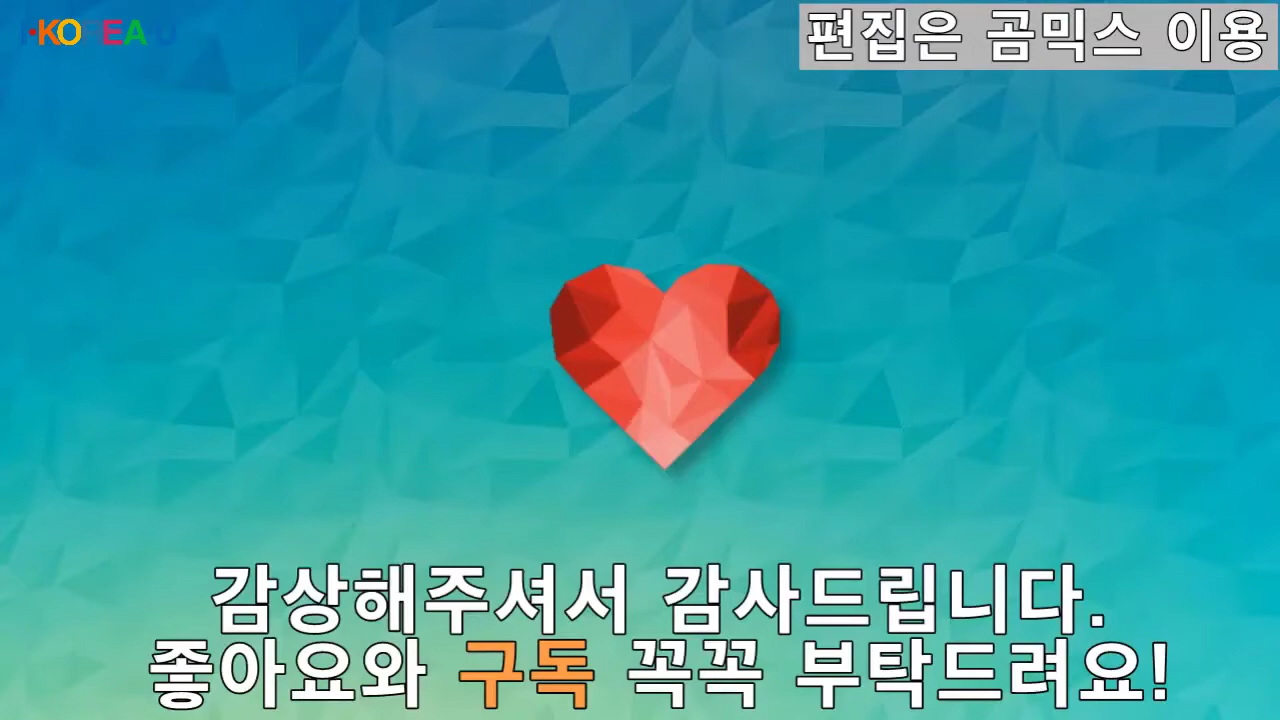 편집은 곰믹스 이용
감상해주셔서 감사드립니다.
좋아요와 구독 꼭꼭 부탁드려요!